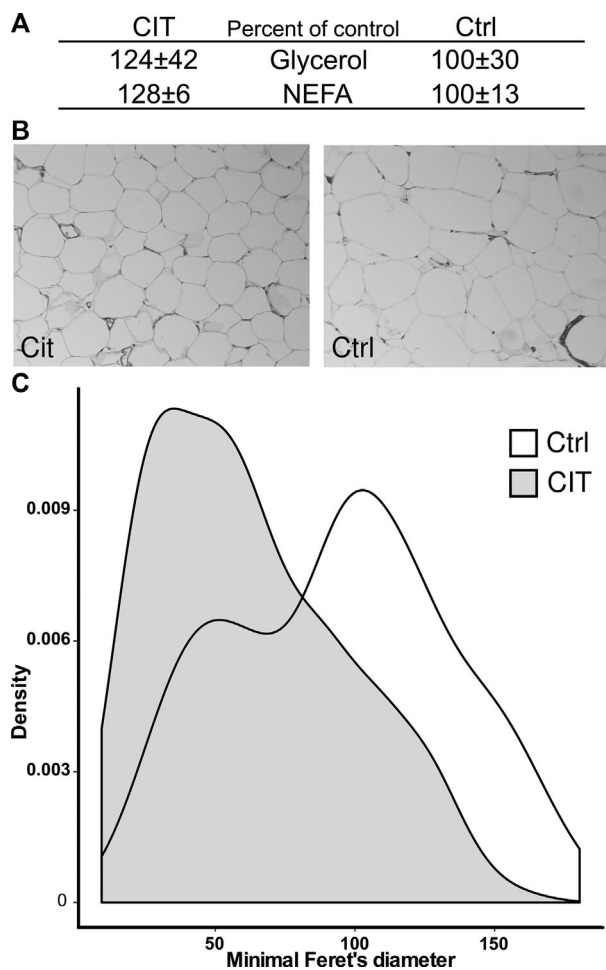 A
CIT Percent of control Ctrl
124±42 Glycerol 100±30
128±6 NEFA 100±13
B
Cit Ctrl
C
Ctrl
CIT
0.009
0.006
0.003
0
Density
50 100 150
Minimal Feret's diameter